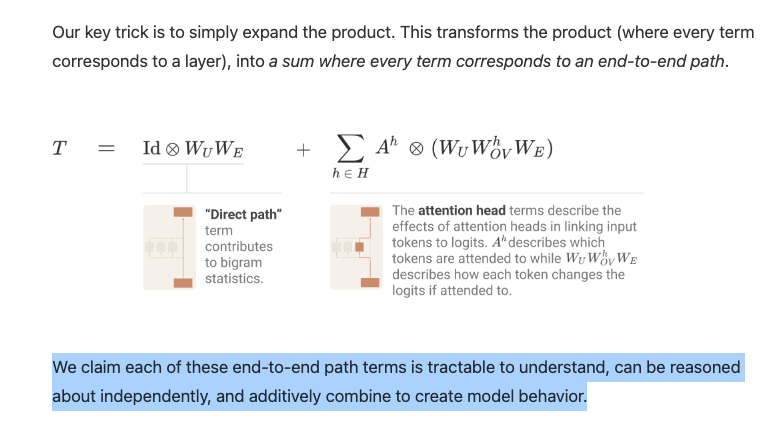 Our key trick is to simply expand the product. This transforms the product (where every term
corresponds to a layer), into a sum where every term corresponds to an end-to-end path.
T = Id ⊗ W_U W_E + ∑_{h ∈ H} A^h ⊗ (W_U W_{OV}^h W_E)
“Direct path”
term
contributes
to bigram
statistics.
The attention head terms describe the
effects of attention heads in linking input
tokens to logits. A^h describes which
tokens are attended to while W_U W_{OV}^h W_E
describes how each token changes the
logits if attended to.
We claim each of these end-to-end path terms is tractable to understand, can be reasoned
about independently, and additively combine to create model behavior.